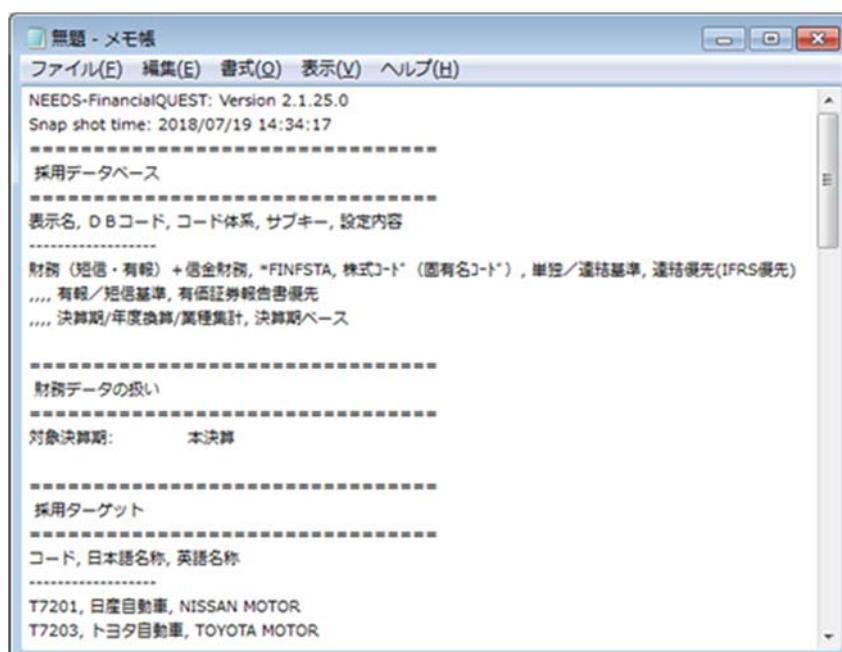 無題 - メモ帳
ファイル(F) 編集(E) 書式(O) 表示(V) ヘルプ(H)
NEEDS-FinancialQUEST: Version 2.1.25.0
Snap shot time: 2018/07/19 14:34:17
================================
採用データベース
================================
表示名, ＤＢコード, コード体系, サブキー, 設定内容
------------------
財務（短信・有報）＋信金財務, *FINFSTA, 株式ｺｰﾄﾞ（固有名ｺｰﾄﾞ）, 単独／連結基準, 連結優先(IFRS優先)
,,,, 有報／短信基準, 有価証券報告書優先
,,,, 決算期/年度換算/業種集計, 決算期ベース
================================
財務データの扱い
================================
対象決算期: 本決算
================================
採用ターゲット
================================
コード, 日本語名称, 英語名称
------------------
T7201, 日産自動車, NISSAN MOTOR
T7203, トヨタ自動車, TOYOTA MOTOR